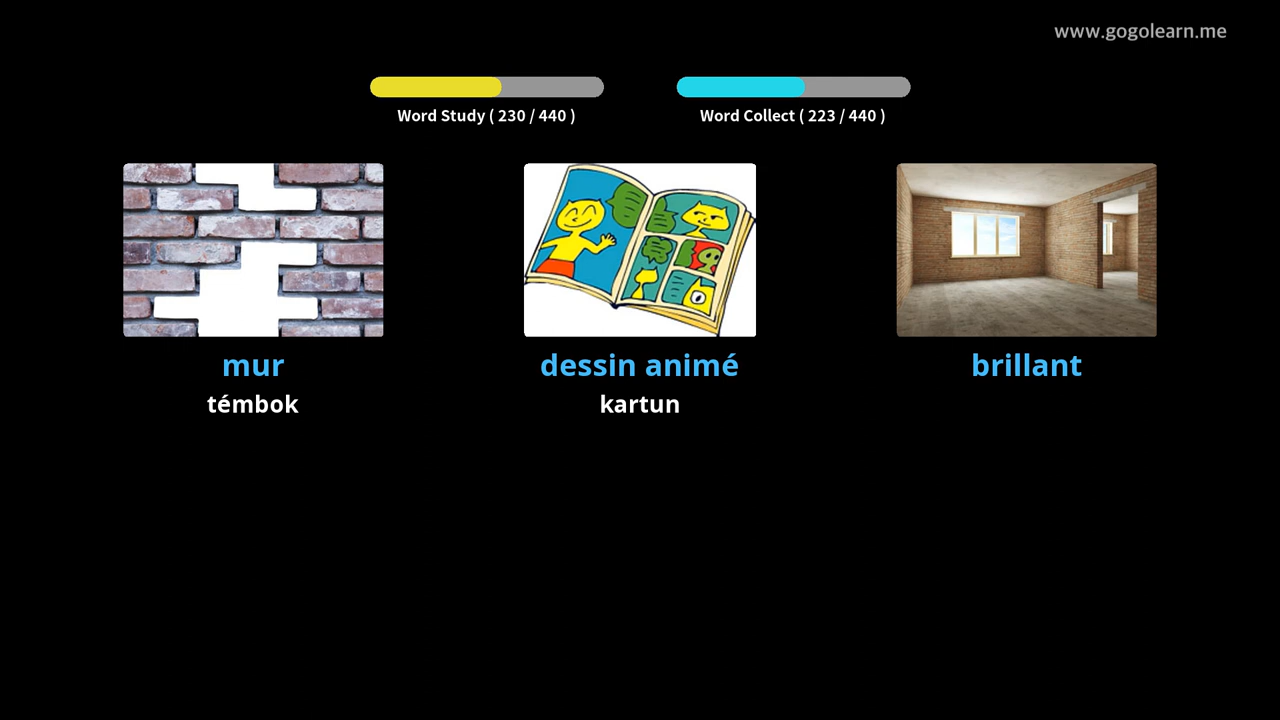 www.gogolearn.me
Word Study ( 230 / 440 )
Word Collect ( 223 / 440 )
mur
témbok
dessin animé
kartun
brillant